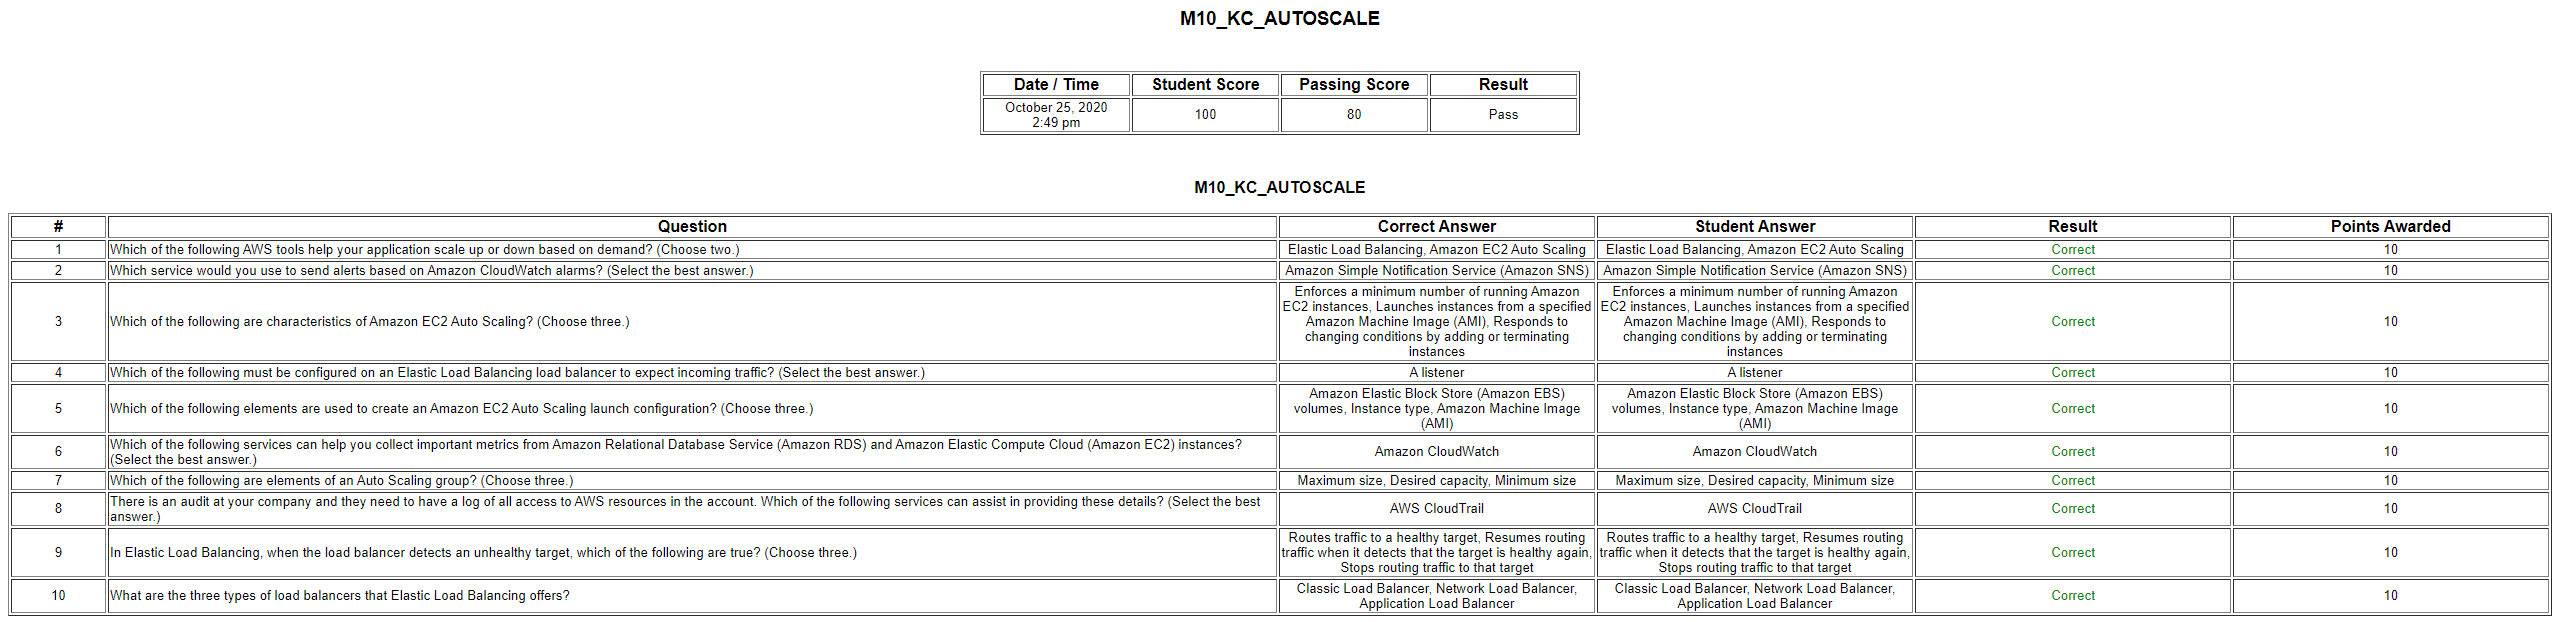 M10_KC_AUTOSCALE
Date / Time Student Score Passing Score Result
October 25, 2020
2:49 pm 100 80 Pass
M10_KC_AUTOSCALE
# Question Correct Answer Student Answer Result Points Awarded
1 Which of the following AWS tools help your application scale up or down based on demand? (Choose two.) Elastic Load Balancing, Amazon EC2 Auto Scaling Elastic Load Balancing, Amazon EC2 Auto Scaling Correct 10
2 Which service would you use to send alerts based on Amazon CloudWatch alarms? (Select the best answer.) Amazon Simple Notification Service (Amazon SNS) Amazon Simple Notification Service (Amazon SNS) Correct 10
3 Which of the following are characteristics of Amazon EC2 Auto Scaling? (Choose three.)
Enforces a minimum number of running Amazon
EC2 instances, Launches instances from a specified
Amazon Machine Image (AMI), Responds to
changing conditions by adding or terminating
instances
Enforces a minimum number of running Amazon
EC2 instances, Launches instances from a specified
Amazon Machine Image (AMI), Responds to
changing conditions by adding or terminating
instances
Correct 10
4 Which of the following must be configured on an Elastic Load Balancing load balancer to expect incoming traffic? (Select the best answer.) A listener A listener Correct 10
5 Which of the following elements are used to create an Amazon EC2 Auto Scaling launch configuration? (Choose three.)
Amazon Elastic Block Store (Amazon EBS)
volumes, Instance type, Amazon Machine Image
(AMI)
Amazon Elastic Block Store (Amazon EBS)
volumes, Instance type, Amazon Machine Image
(AMI)
Correct 10
6 Which of the following services can help you collect important metrics from Amazon Relational Database Service (Amazon RDS) and Amazon Elastic Compute Cloud (Amazon EC2) instances?
(Select the best answer.) Amazon CloudWatch Amazon CloudWatch Correct 10
7 Which of the following are elements of an Auto Scaling group? (Choose three.) Maximum size, Desired capacity, Minimum size Maximum size, Desired capacity, Minimum size Correct 10
8 There is an audit at your company and they need to have a log of all access to AWS resources in the account. Which of the following services can assist in providing these details? (Select the best
answer.) AWS CloudTrail AWS CloudTrail Correct 10
9 In Elastic Load Balancing, when the load balancer detects an unhealthy target, which of the following are true? (Choose three.)
Routes traffic to a healthy target, Resumes routing
traffic when it detects that the target is healthy again,
Stops routing traffic to that target
Routes traffic to a healthy target, Resumes routing
traffic when it detects that the target is healthy again,
Stops routing traffic to that target
Correct 10
10 What are the three types of load balancers that Elastic Load Balancing offers?
Classic Load Balancer, Network Load Balancer,
Application Load Balancer
Classic Load Balancer, Network Load Balancer,
Application Load Balancer
Correct 10